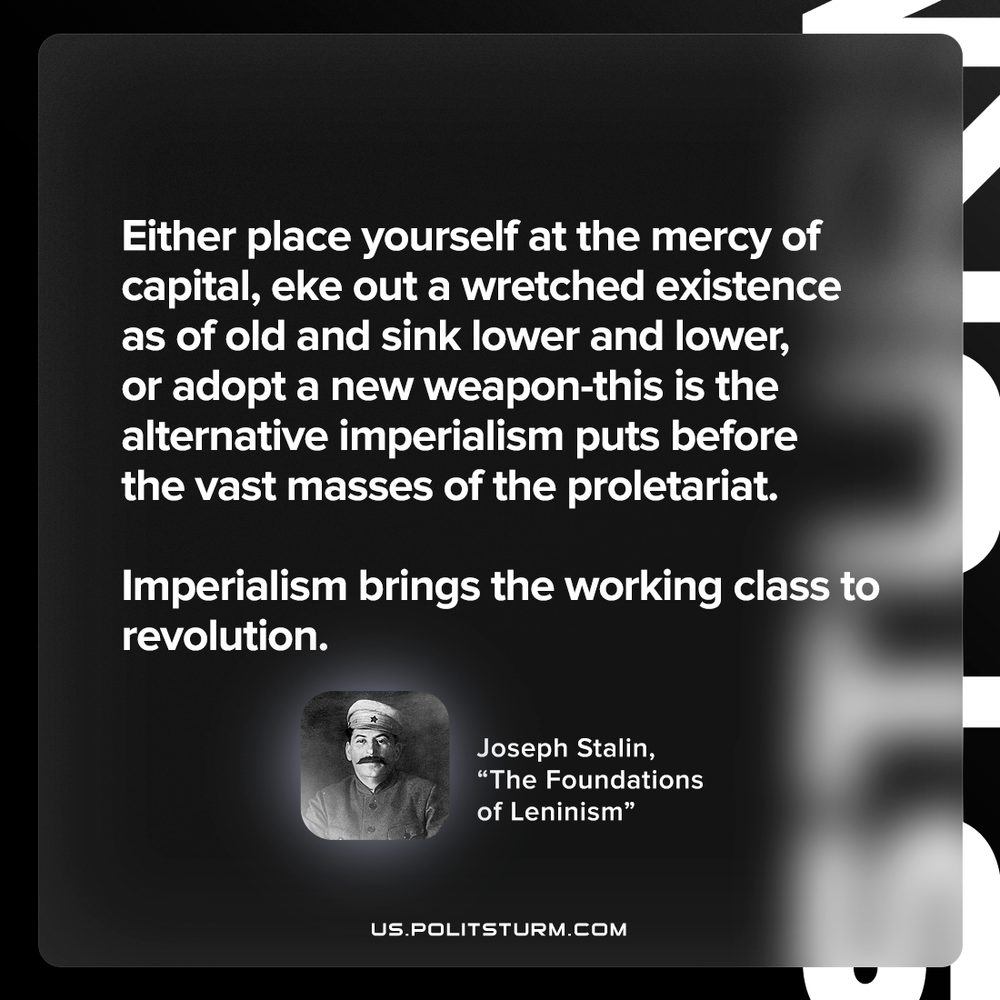 Either place yourself at the mercy of
capital, eke out a wretched existence
as of old and sink lower and lower,
or adopt a new weapon-this is the
alternative imperialism puts before
the vast masses of the proletariat.
Imperialism brings the working class to
revolution.
Joseph Stalin,
“The Foundations
of Leninism”
US.POLITSTURM.COM